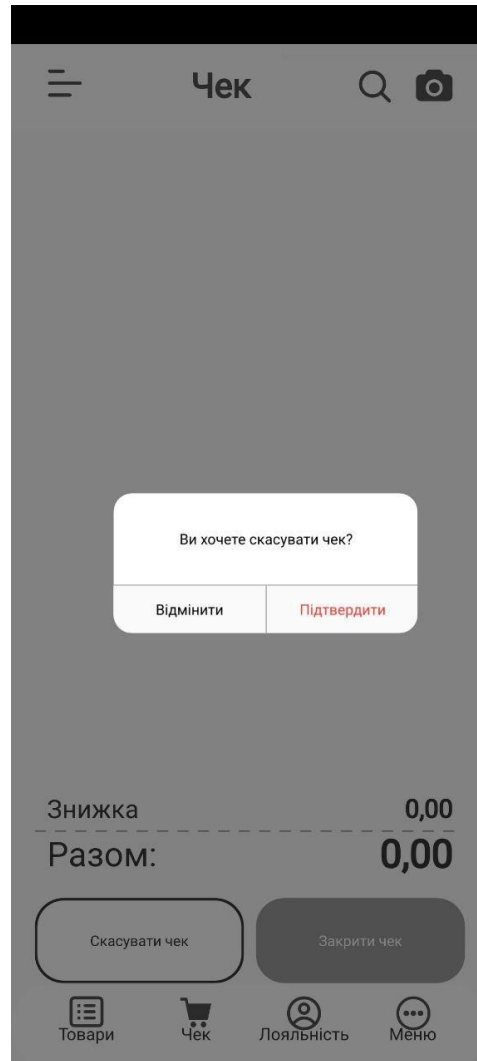 Чек
Ви хочете скасувати чек?
Відмінити Підтвердити
Знижка 0,00
Разом: 0,00
Скасувати чек Закрити чек
Товари Чек Лояльність Меню